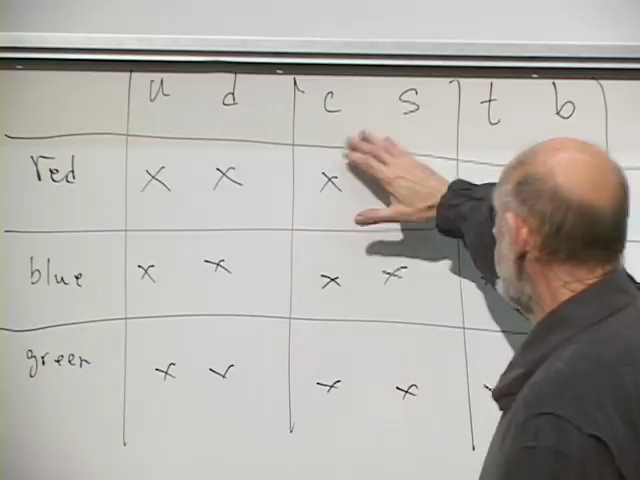 u d c s t b
red x x x
blue x x x x
green x x x x